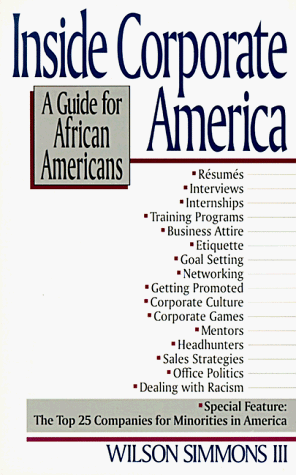 Inside Corporate
America
A Guide for
African
Americans
▪ Résumés
▪ Interviews
▪ Internships
▪ Training Programs
▪ Business Attire
▪ Etiquette
▪ Goal Setting
▪ Networking
▪ Getting Promoted
▪ Corporate Culture
▪ Corporate Games
▪ Mentors
▪ Headhunters
▪ Sales Strategies
▪ Office Politics
▪ Dealing with Racism
▪ Special Feature:
The Top 25 Companies for Minorities in America
WILSON SIMMONS III